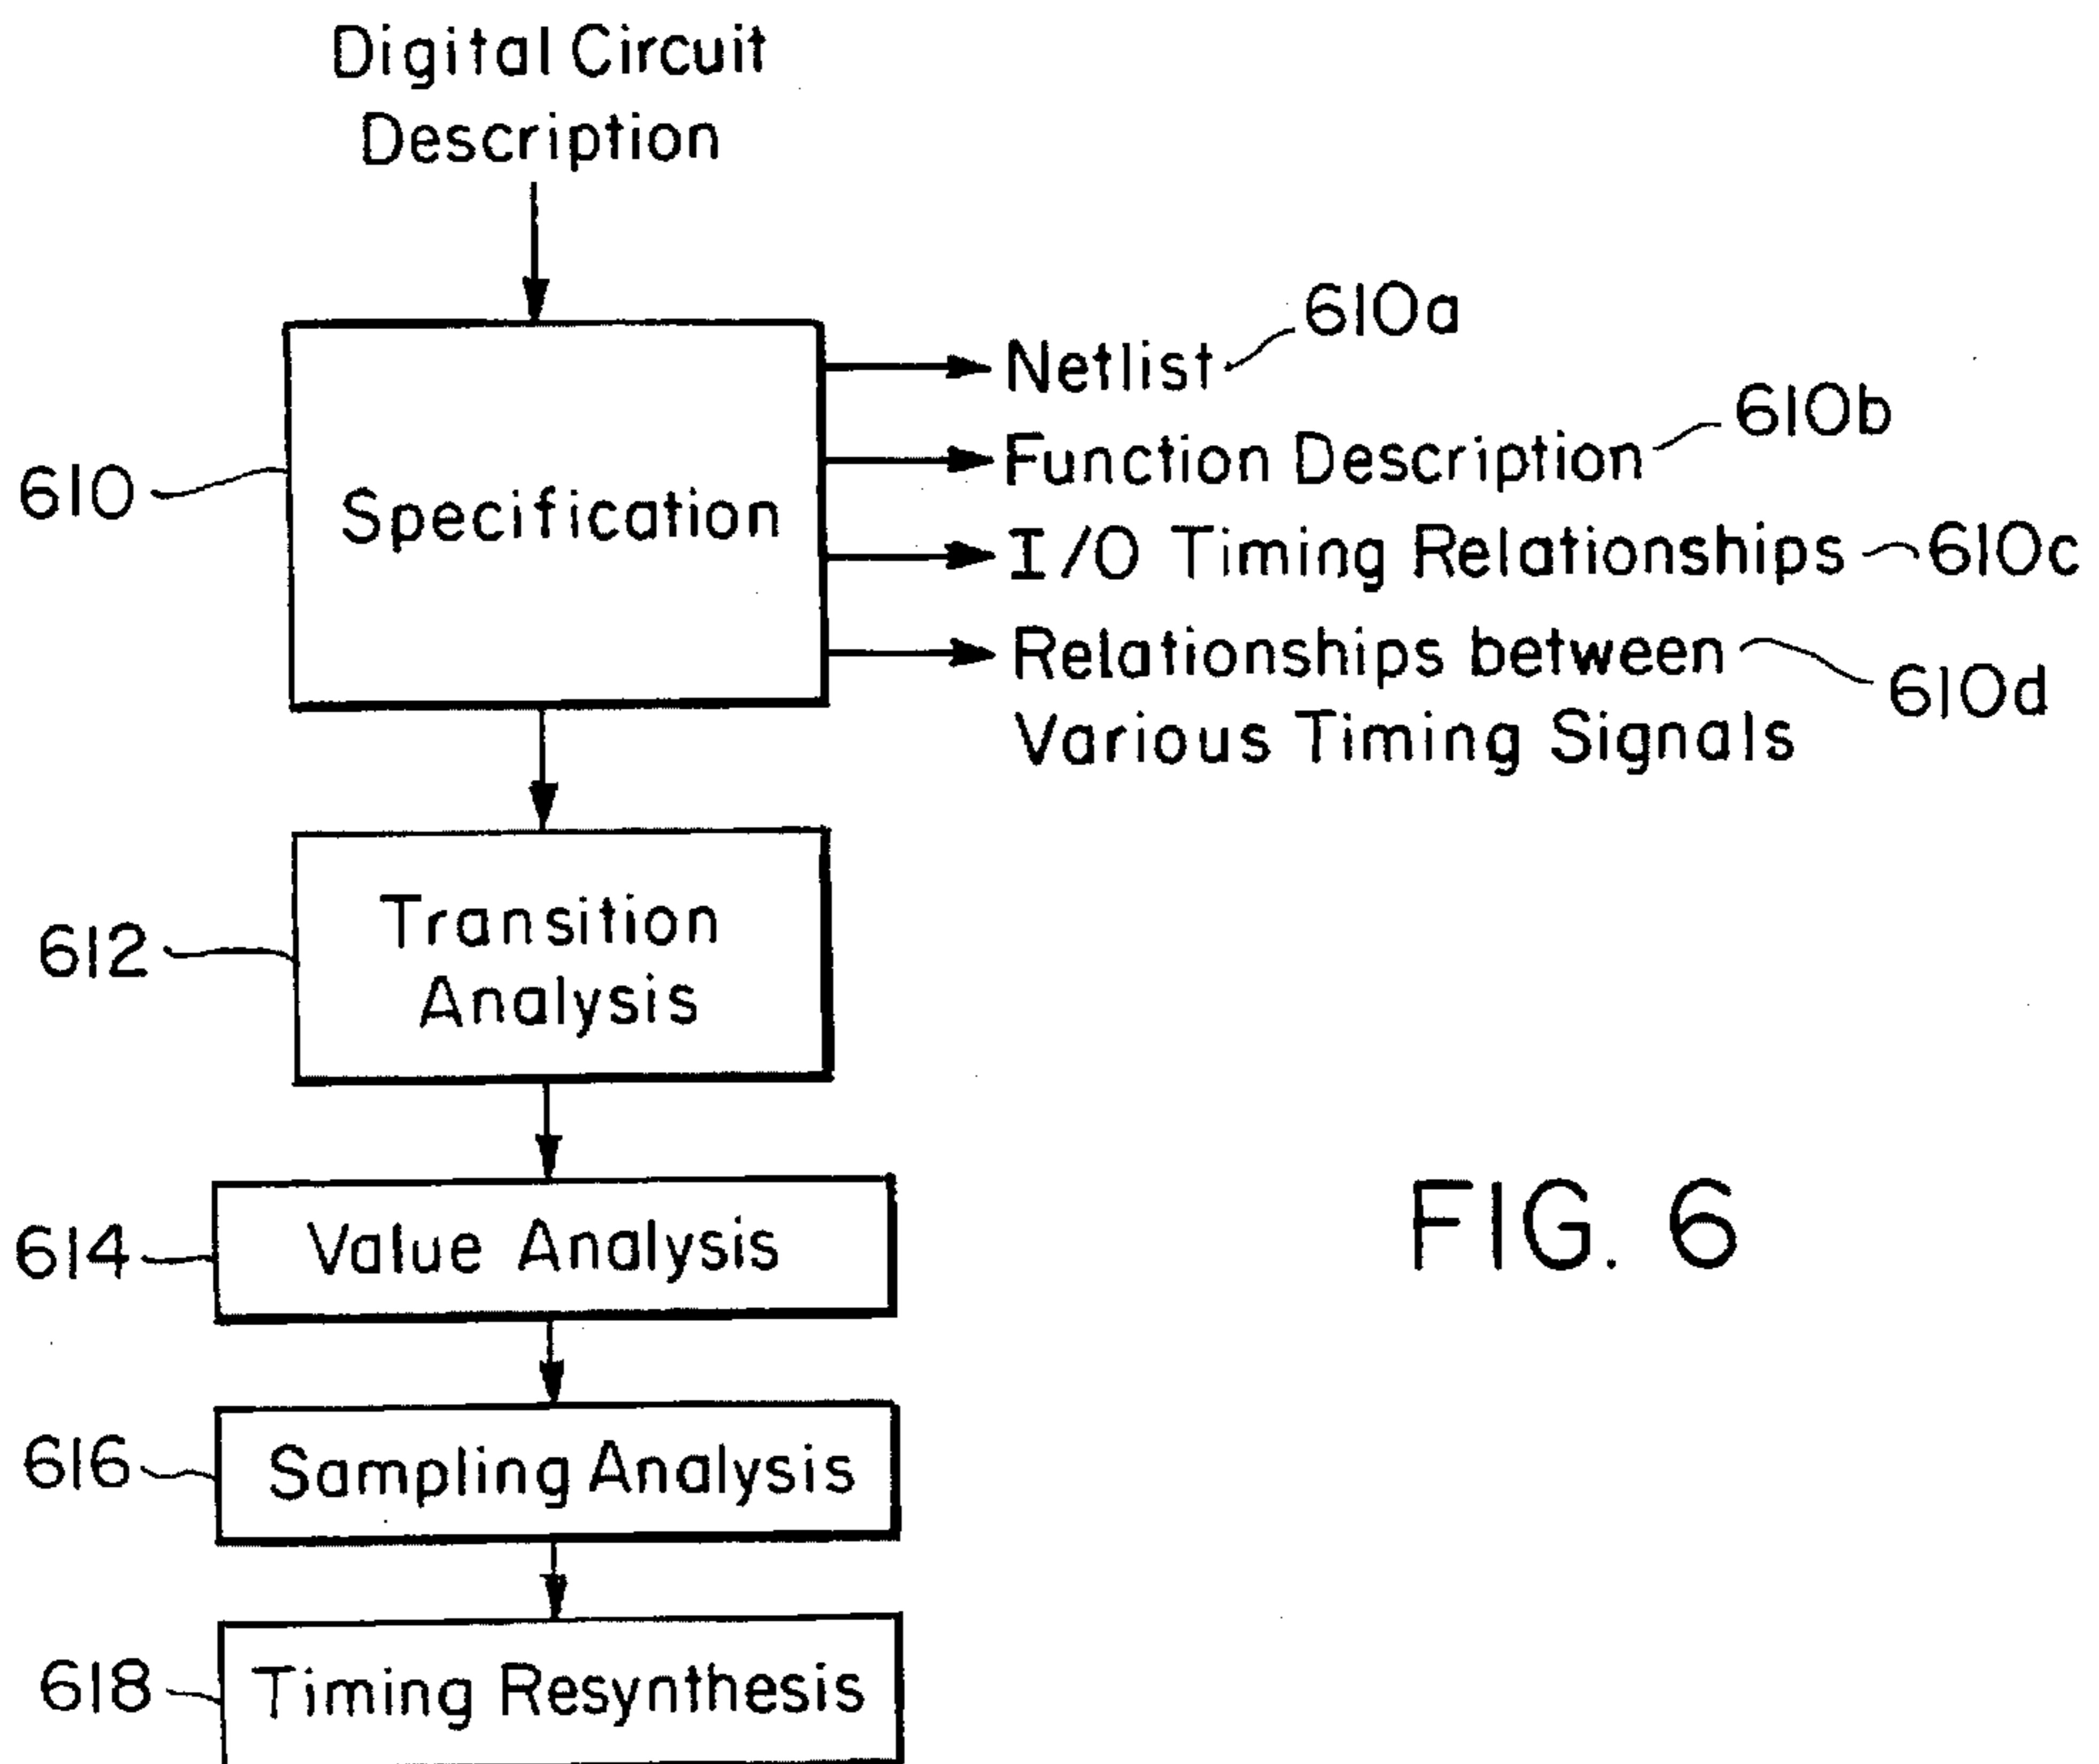 Digital Circuit
Description
610a
Netlist
610b
Function Description
610
Specification
I/O Timing Relationships
610c
Relationships between
610d
Various Timing Signals
612
Transition
Analysis
614
Value Analysis
FIG. 6
616
Sampling Analysis
618
Timing Resynthesis